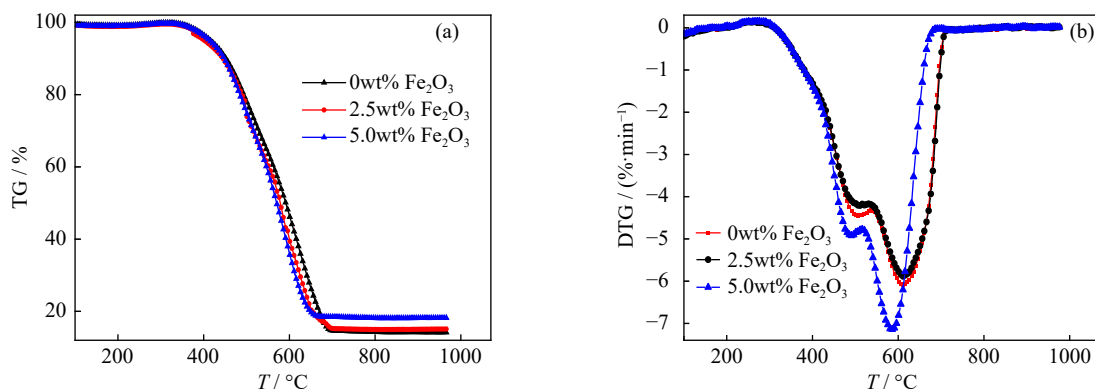 100
80
60
40
20
TG / %
(a)
0wt% Fe₂O₃
2.5wt% Fe₂O₃
5.0wt% Fe₂O₃
200 400 600 800 1000
T / °C
0
−1
−2
−3
−4
−5
−6
−7
DTG / (%·min⁻¹)
(b)
0wt% Fe₂O₃
2.5wt% Fe₂O₃
5.0wt% Fe₂O₃
200 400 600 800 1000
T / °C